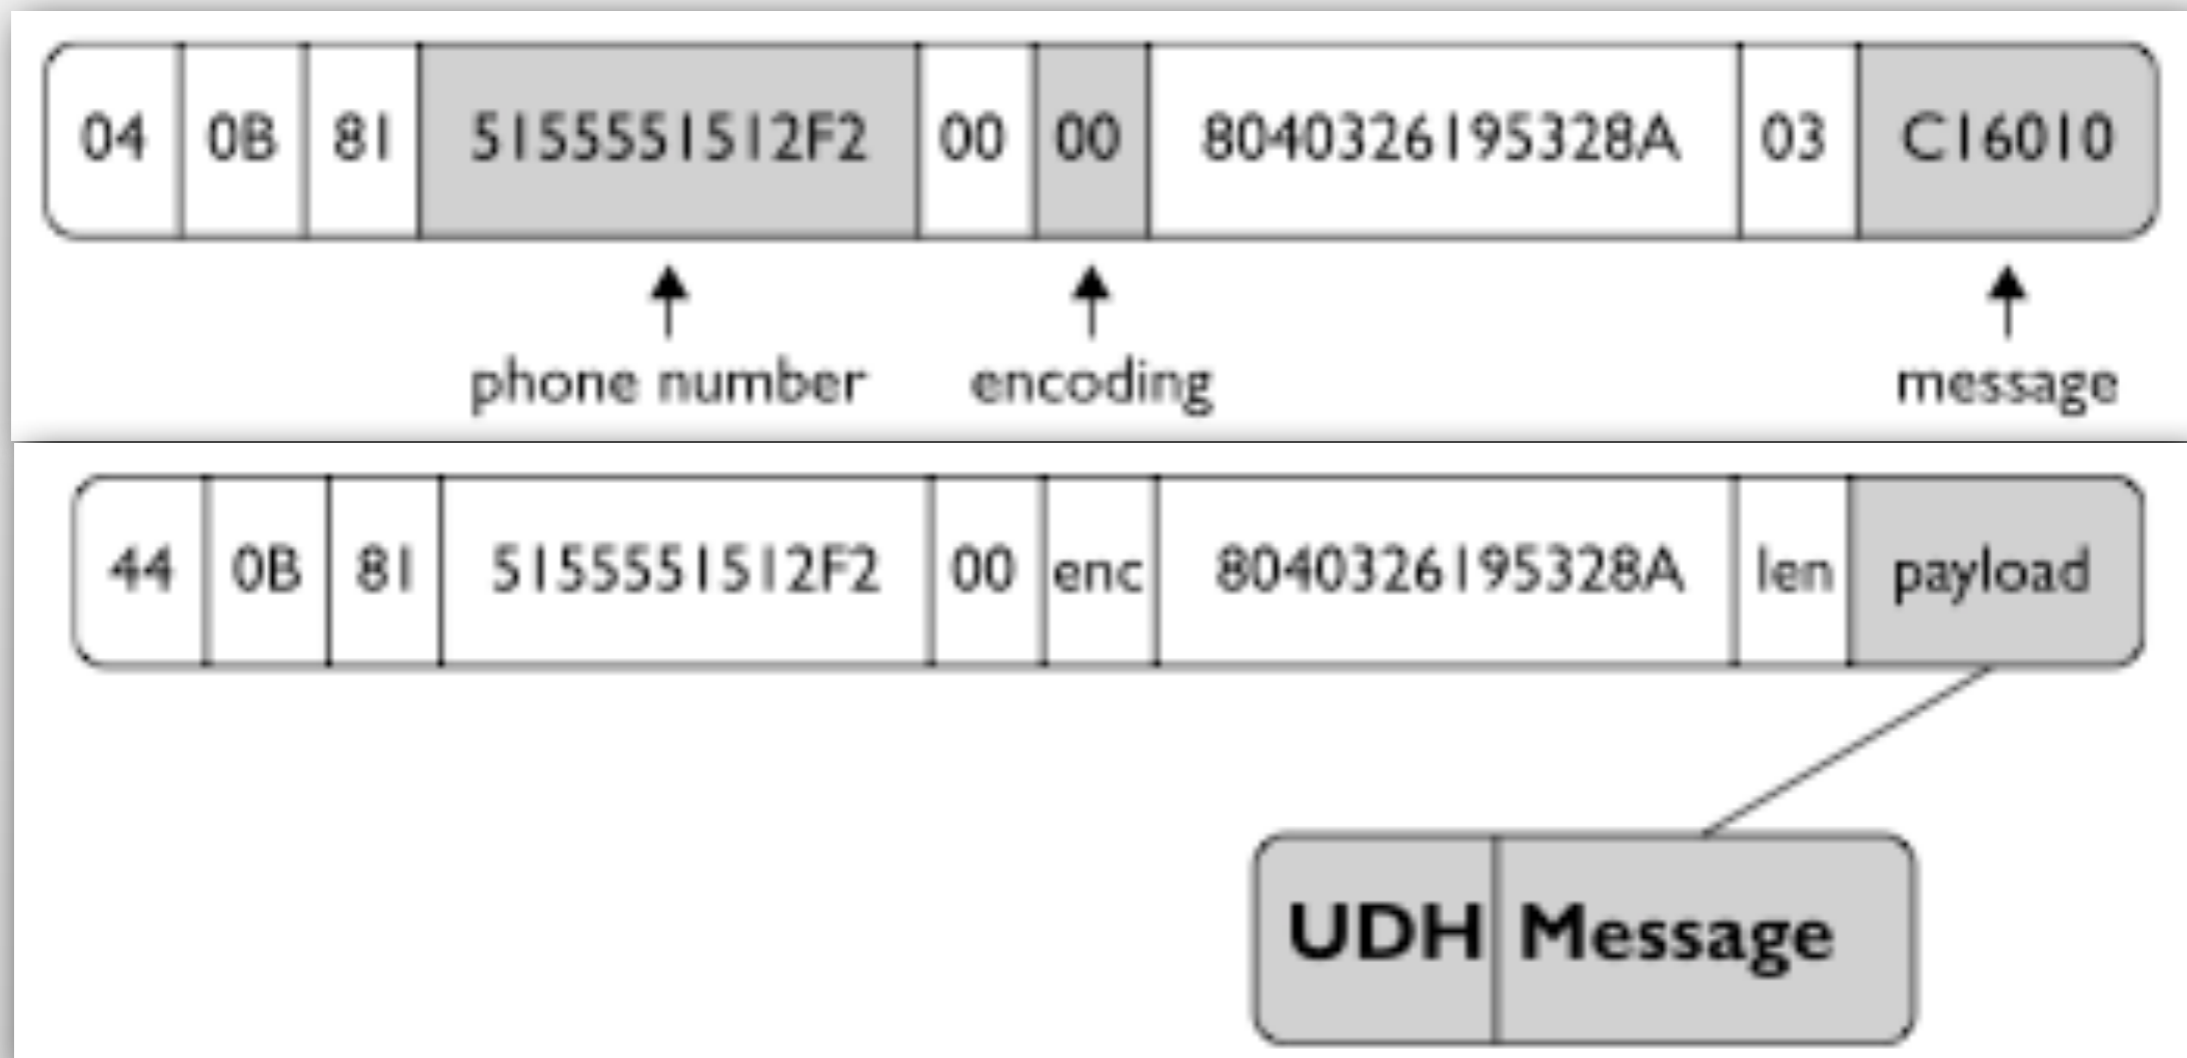 04 0B 81 5155551512F2 00 00 8040326195328A 03 C16010
phone number encoding message
44 0B 81 5155551512F2 00 enc 8040326195328A len payload
UDH Message